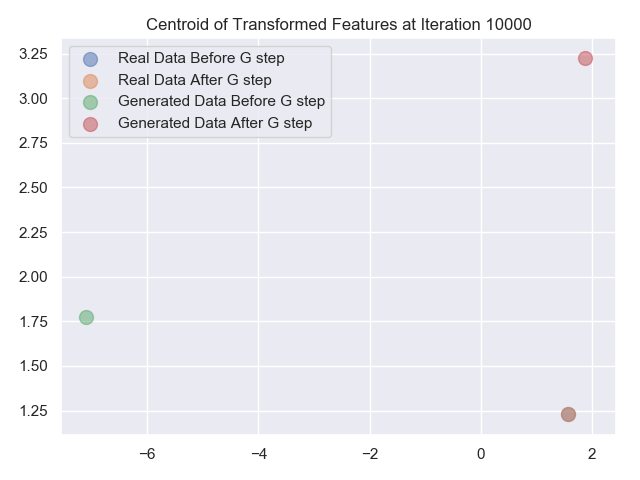 Centroid of Transformed Features at Iteration 10000
3.25
3.00
2.75
2.50
2.25
2.00
1.75
1.50
1.25
Real Data Before G step
Real Data After G step
Generated Data Before G step
Generated Data After G step
−6 −4 −2 0 2